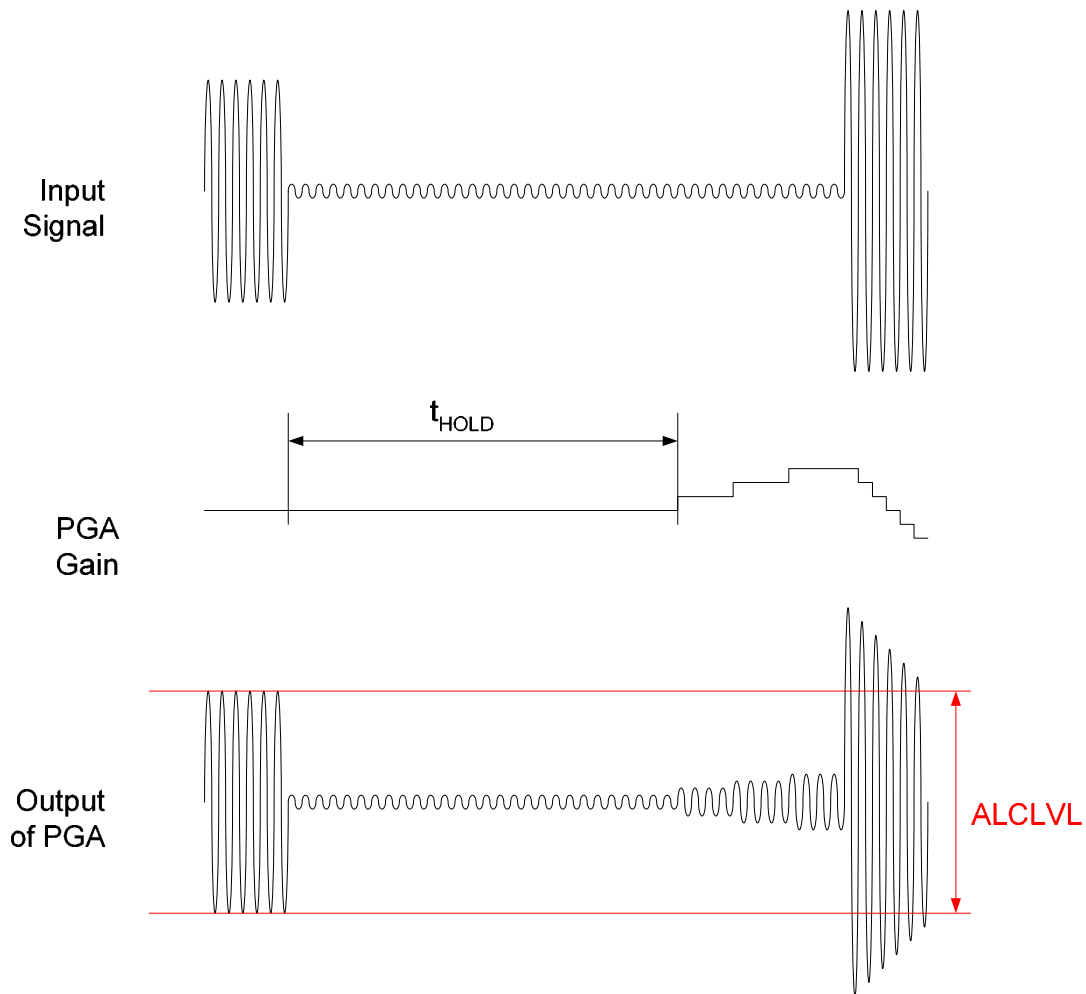 Input
Signal
tHOLD
PGA
Gain
Output
of PGA
ALCLVL